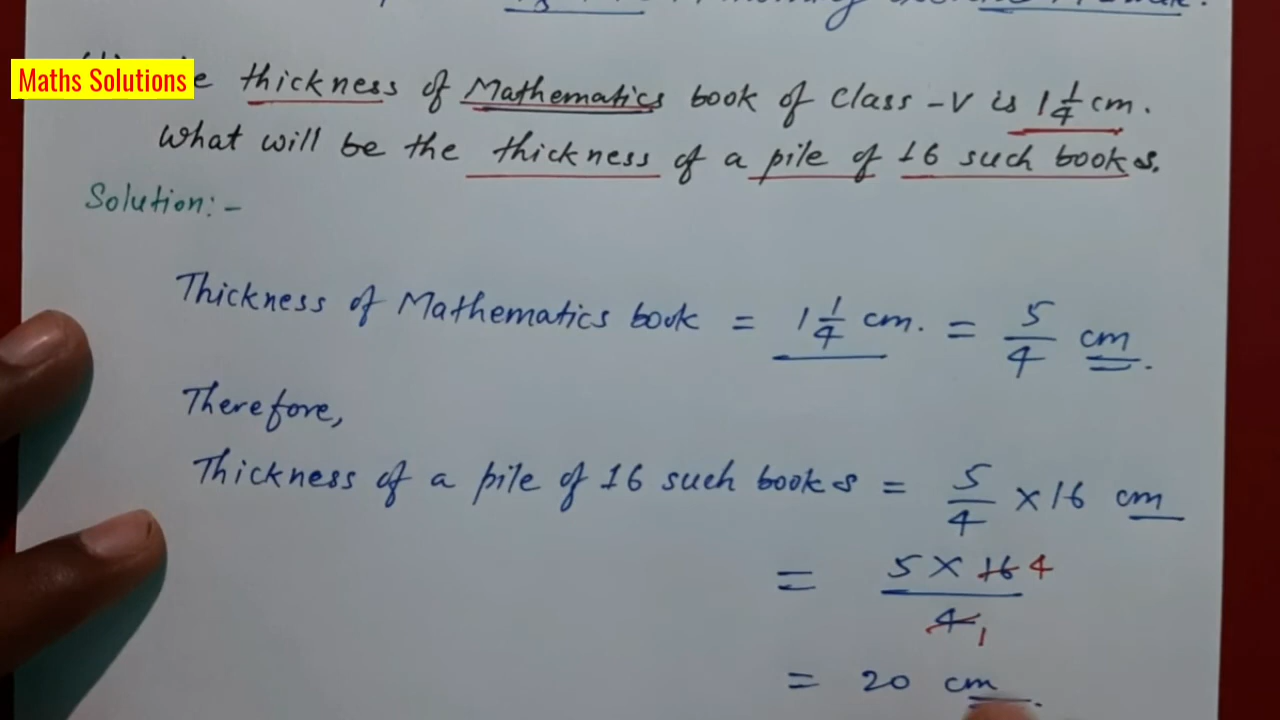 Maths Solutions
thickness of Mathematics book of Class -V is 1 1/4 cm.
What will be the thickness of a pile of 16 such books.
Solution:-
Thickness of Mathematics book = 1 1/4 cm. = 5/4 cm.
Therefore,
Thickness of a pile of 16 such books = 5/4 × 16 cm
= 5 × 16 4 / 4 1
= 20 cm.